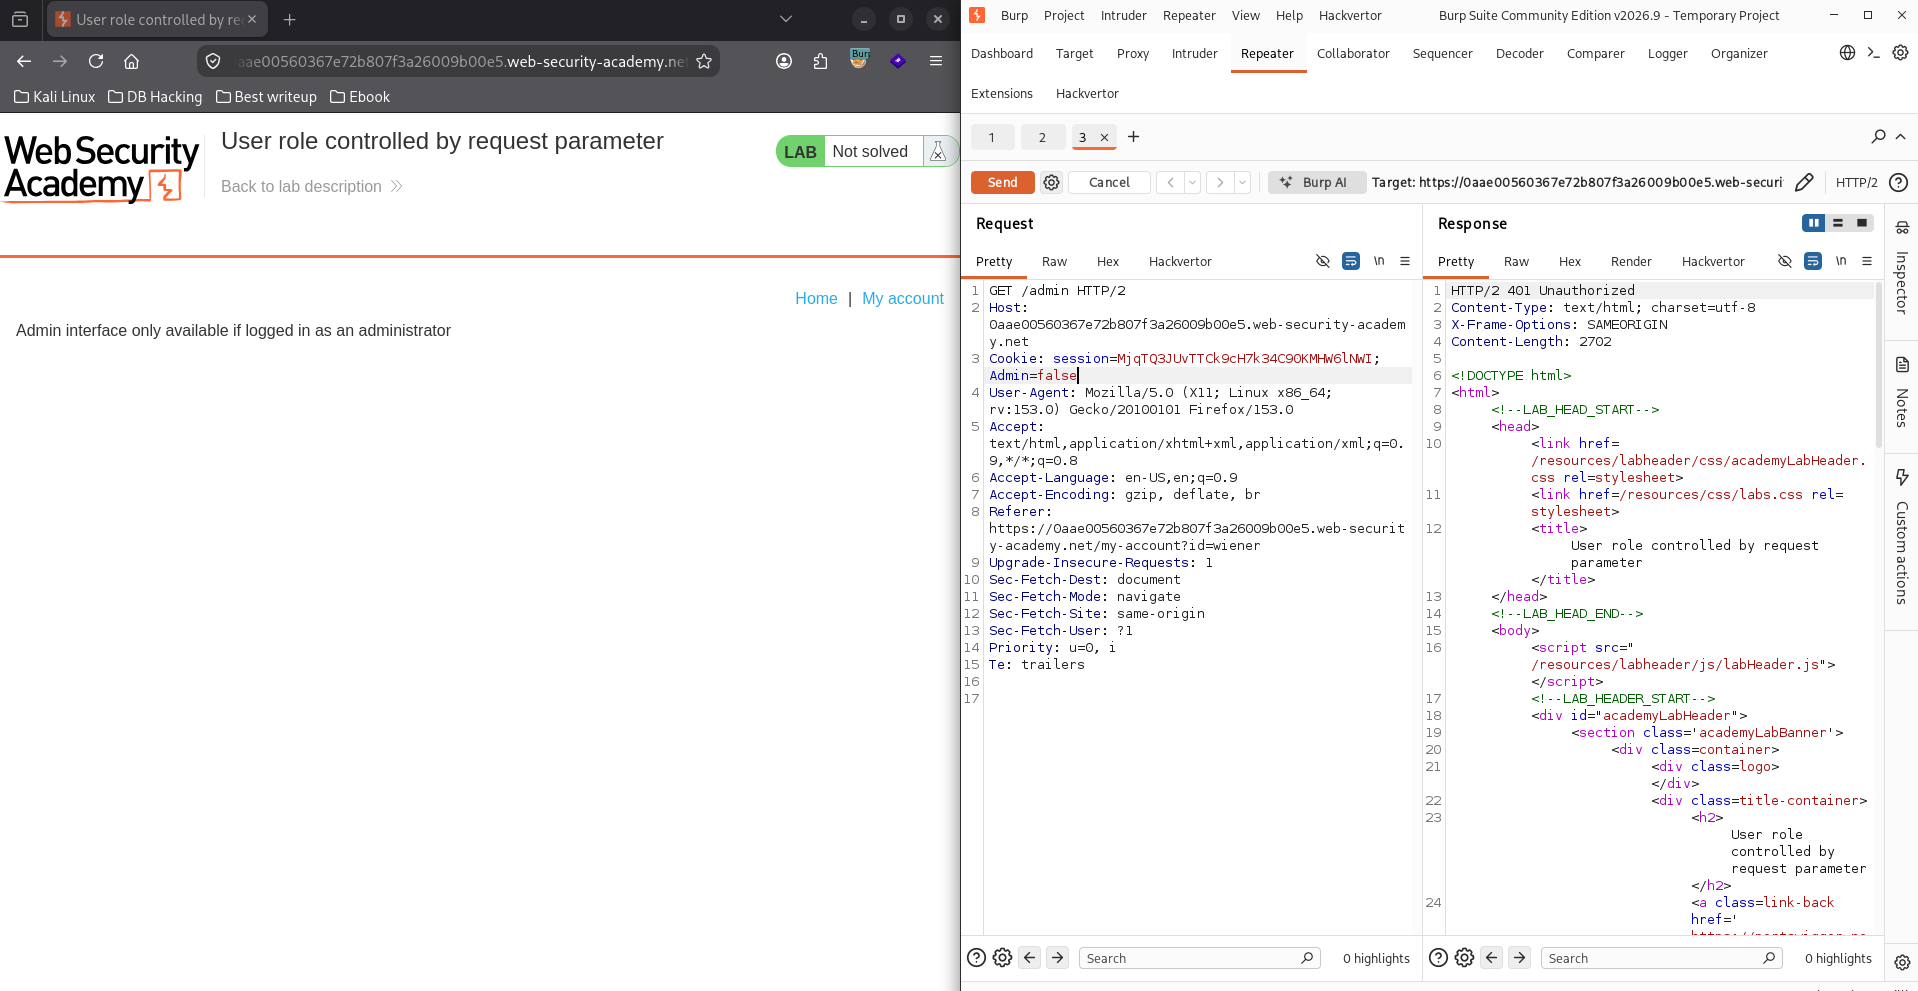 User role controlled by re
aae00560367e72b807f3a26009b00e5.web-security-academy.ne
Burp
Kali Linux
DB Hacking
Best writeup
Ebook
Web Security
Academy
User role controlled by request parameter
Back to lab description
LAB
Not solved
Home | My account
Admin interface only available if logged in as an administrator
Burp Project Intruder Repeater View Help Hackvertor
Burp Suite Community Edition v2026.9 - Temporary Project
Dashboard Target Proxy Intruder Repeater Collaborator Sequencer Decoder Comparer Logger Organizer
Extensions Hackvertor
1 2 3 × +
Send Cancel < > Burp AI Target: https://0aae00560367e72b807f3a26009b00e5.web-securi HTTP/2
Request
Pretty Raw Hex Hackvertor \n
1 GET /admin HTTP/2
2 Host:
0aae00560367e72b807f3a26009b00e5.web-security-academ
y.net
3 Cookie: session=MjqTQ3JUvTTCk9cH7k34C90KMHW6lNWI;
Admin=false
4 User-Agent: Mozilla/5.0 (X11; Linux x86_64;
rv:153.0) Gecko/20100101 Firefox/153.0
5 Accept:
text/html,application/xhtml+xml,application/xml;q=0.
9,*/*;q=0.8
6 Accept-Language: en-US,en;q=0.9
7 Accept-Encoding: gzip, deflate, br
8 Referer:
https://0aae00560367e72b807f3a26009b00e5.web-securit
y-academy.net/my-account?id=wiener
9 Upgrade-Insecure-Requests: 1
10 Sec-Fetch-Dest: document
11 Sec-Fetch-Mode: navigate
12 Sec-Fetch-Site: same-origin
13 Sec-Fetch-User: ?1
14 Priority: u=0, i
15 Te: trailers
16
17
Search
0 highlights
Response
Pretty Raw Hex Render Hackvertor \n
1 HTTP/2 401 Unauthorized
2 Content-Type: text/html; charset=utf-8
3 X-Frame-Options: SAMEORIGIN
4 Content-Length: 2702
5
6 <!DOCTYPE html>
7 <html>
8 <!--LAB_HEAD_START-->
9 <head>
10 <link href=
/resources/labheader/css/academyLabHeader.
css rel=stylesheet>
11 <link href=/resources/css/labs.css rel=
stylesheet>
12 <title>
User role controlled by request
parameter
</title>
13 </head>
14 <!--LAB_HEAD_END-->
15 <body>
16 <script src="
/resources/labheader/js/labHeader.js">
</script>
17 <!--LAB_HEADER_START-->
18 <div id="academyLabHeader">
19 <section class='academyLabBanner'>
20 <div class=container>
21 <div class=logo>
</div>
22 <div class=title-container>
23 <h2>
User role
controlled by
request parameter
</h2>
24 <a class=link-back
href='
Search
0 highlights
Inspector
Notes
Custom actions